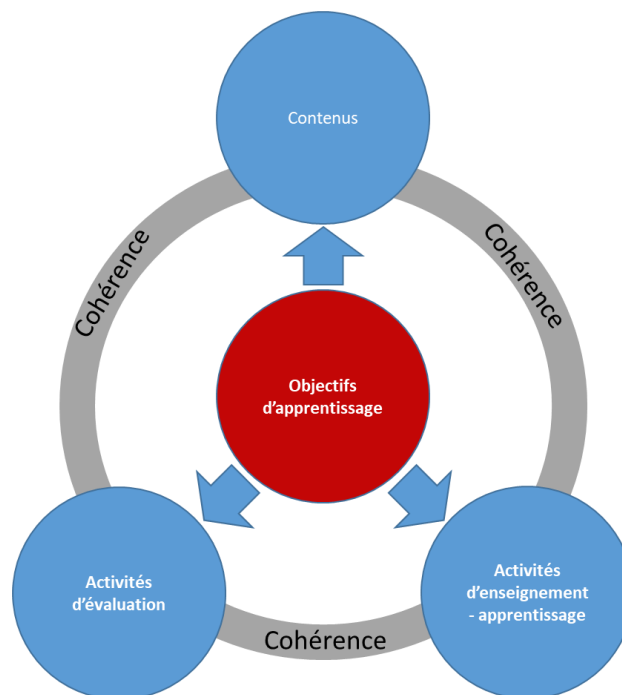 Contenus
Cohérence
Cohérence
Objectifs
d'apprentissage
Activités
d'évaluation
Activités
d'enseignement
- apprentissage
Cohérence